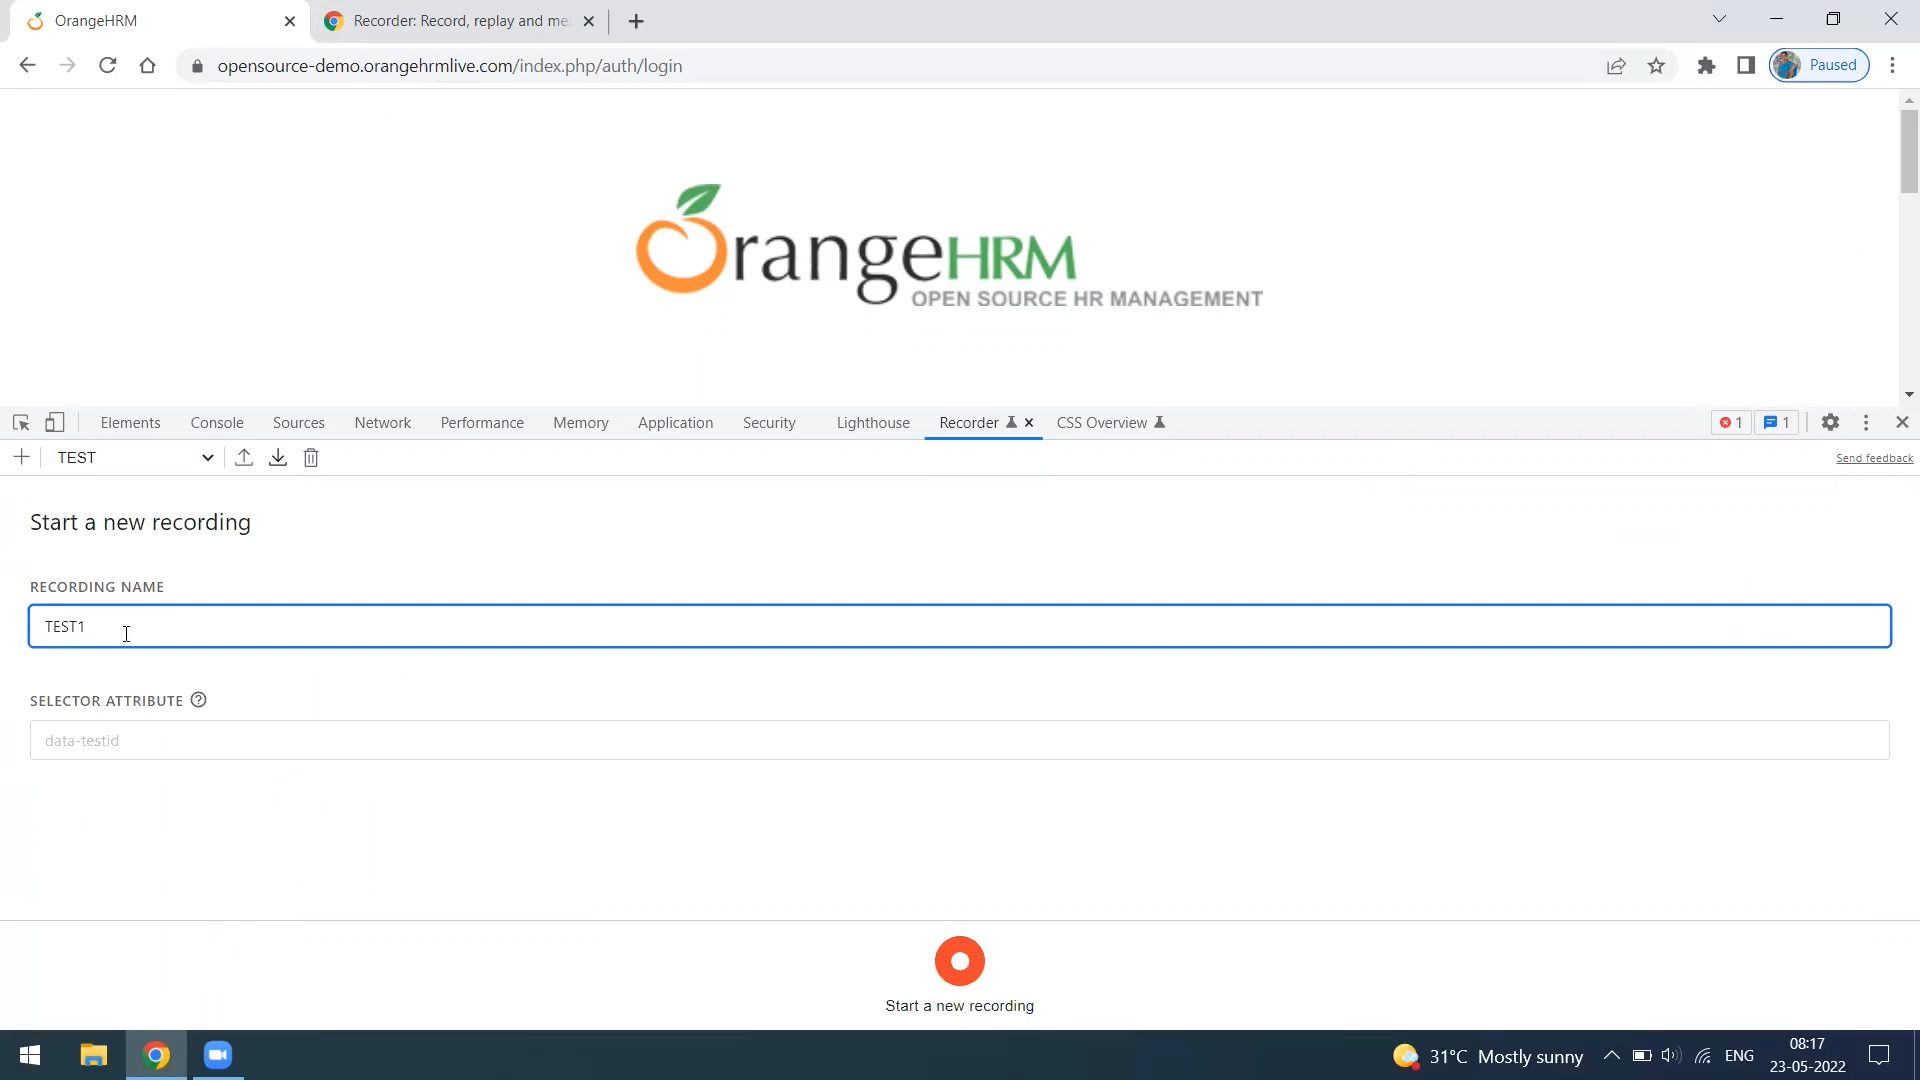 OrangeHRM
Recorder: Record, replay and me
opensource-demo.orangehrmlive.com/index.php/auth/login
Paused
OrangeHRM
OPEN SOURCE HR MANAGEMENT
Elements Console Sources Network Performance Memory Application Security Lighthouse Recorder CSS Overview 1 1
TEST
Send feedback
Start a new recording
RECORDING NAME
TEST1
SELECTOR ATTRIBUTE ?
data-testid
Start a new recording
31°C Mostly sunny
ENG
08:17
23-05-2022